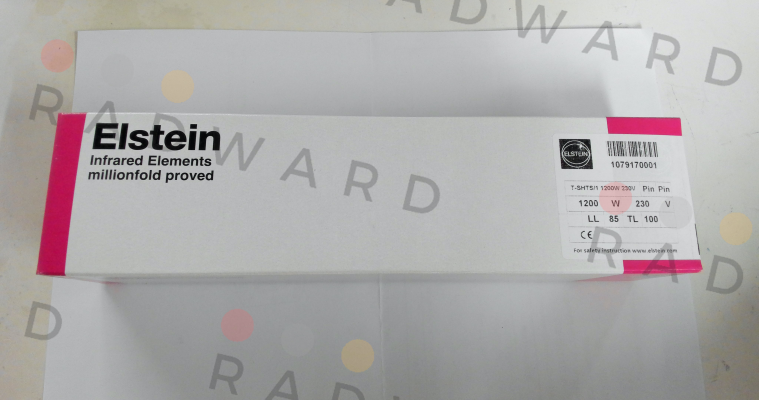 RADWARD
RADWARD
Elstein
Infrared Elements
millionfold proved
ELSTEIN
1079170001
T-SHTS/1 1200W 230V Pin Pin
1200 W 230 V
LL 85 TL 100
CE
For safety instruction www.elstein.com
RAD
D
RADWARD